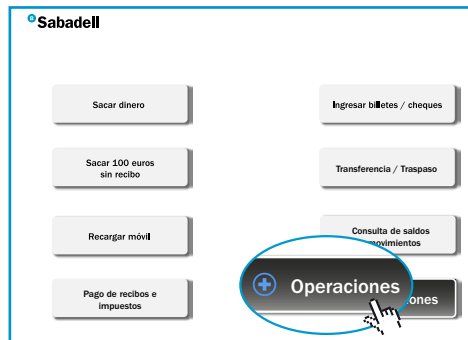 Sabadell
Sacar dinero
Ingresar billetes / cheques
Sacar 100 euros
sin recibo
Transferencia / Traspaso
Recargar móvil
Consulta de saldos
movimientos
Pago de recibos e
impuestos
Operaciones
ones